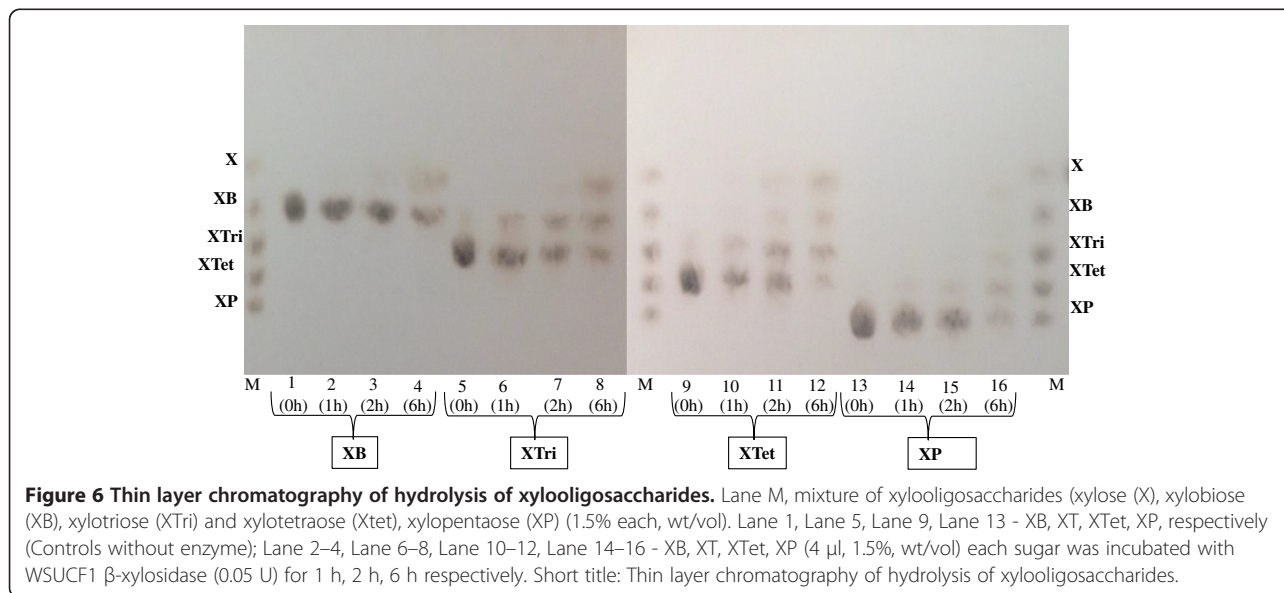 X
XB
XTri
XTet
XP
X
XB
XTri
XTet
XP
M 1 2 3 4 5 6 7 8 M 9 10 11 12 13 14 15 16 M
(0h) (1h) (2h) (6h) (0h) (1h) (2h) (6h) (0h) (1h) (2h) (6h) (0h) (1h) (2h) (6h)
XB XTri XTet XP
Figure 6 Thin layer chromatography of hydrolysis of xylooligosaccharides. Lane M, mixture of xylooligosaccharides (xylose (X), xylobiose
(XB), xylotriose (XTri) and xylotetraose (Xtet), xylopentaose (XP) (1.5% each, wt/vol). Lane 1, Lane 5, Lane 9, Lane 13 - XB, XT, XTet, XP, respectively
(Controls without enzyme); Lane 2–4, Lane 6–8, Lane 10–12, Lane 14–16 - XB, XT, XTet, XP (4 μl, 1.5%, wt/vol) each sugar was incubated with
WSUCF1 β-xylosidase (0.05 U) for 1 h, 2 h, 6 h respectively. Short title: Thin layer chromatography of hydrolysis of xylooligosaccharides.